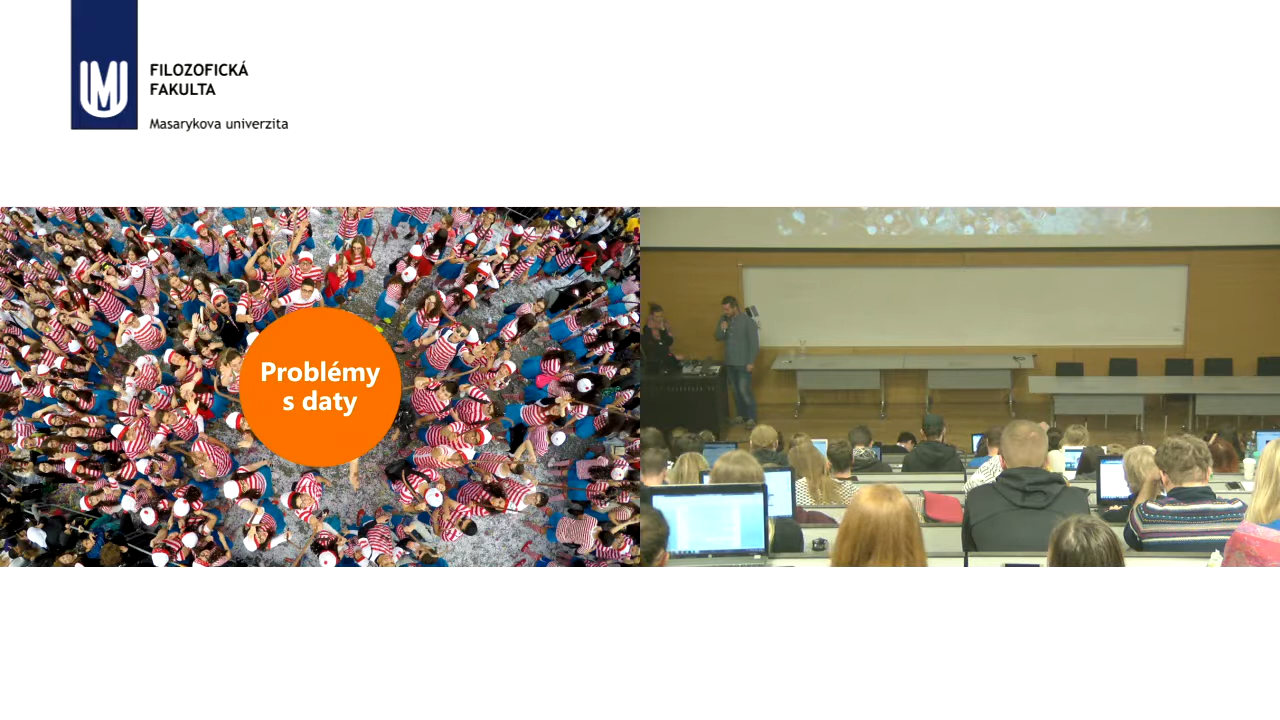 FILOZOFICKÁ
FAKULTA
Masarykova univerzita
Problémy
s daty